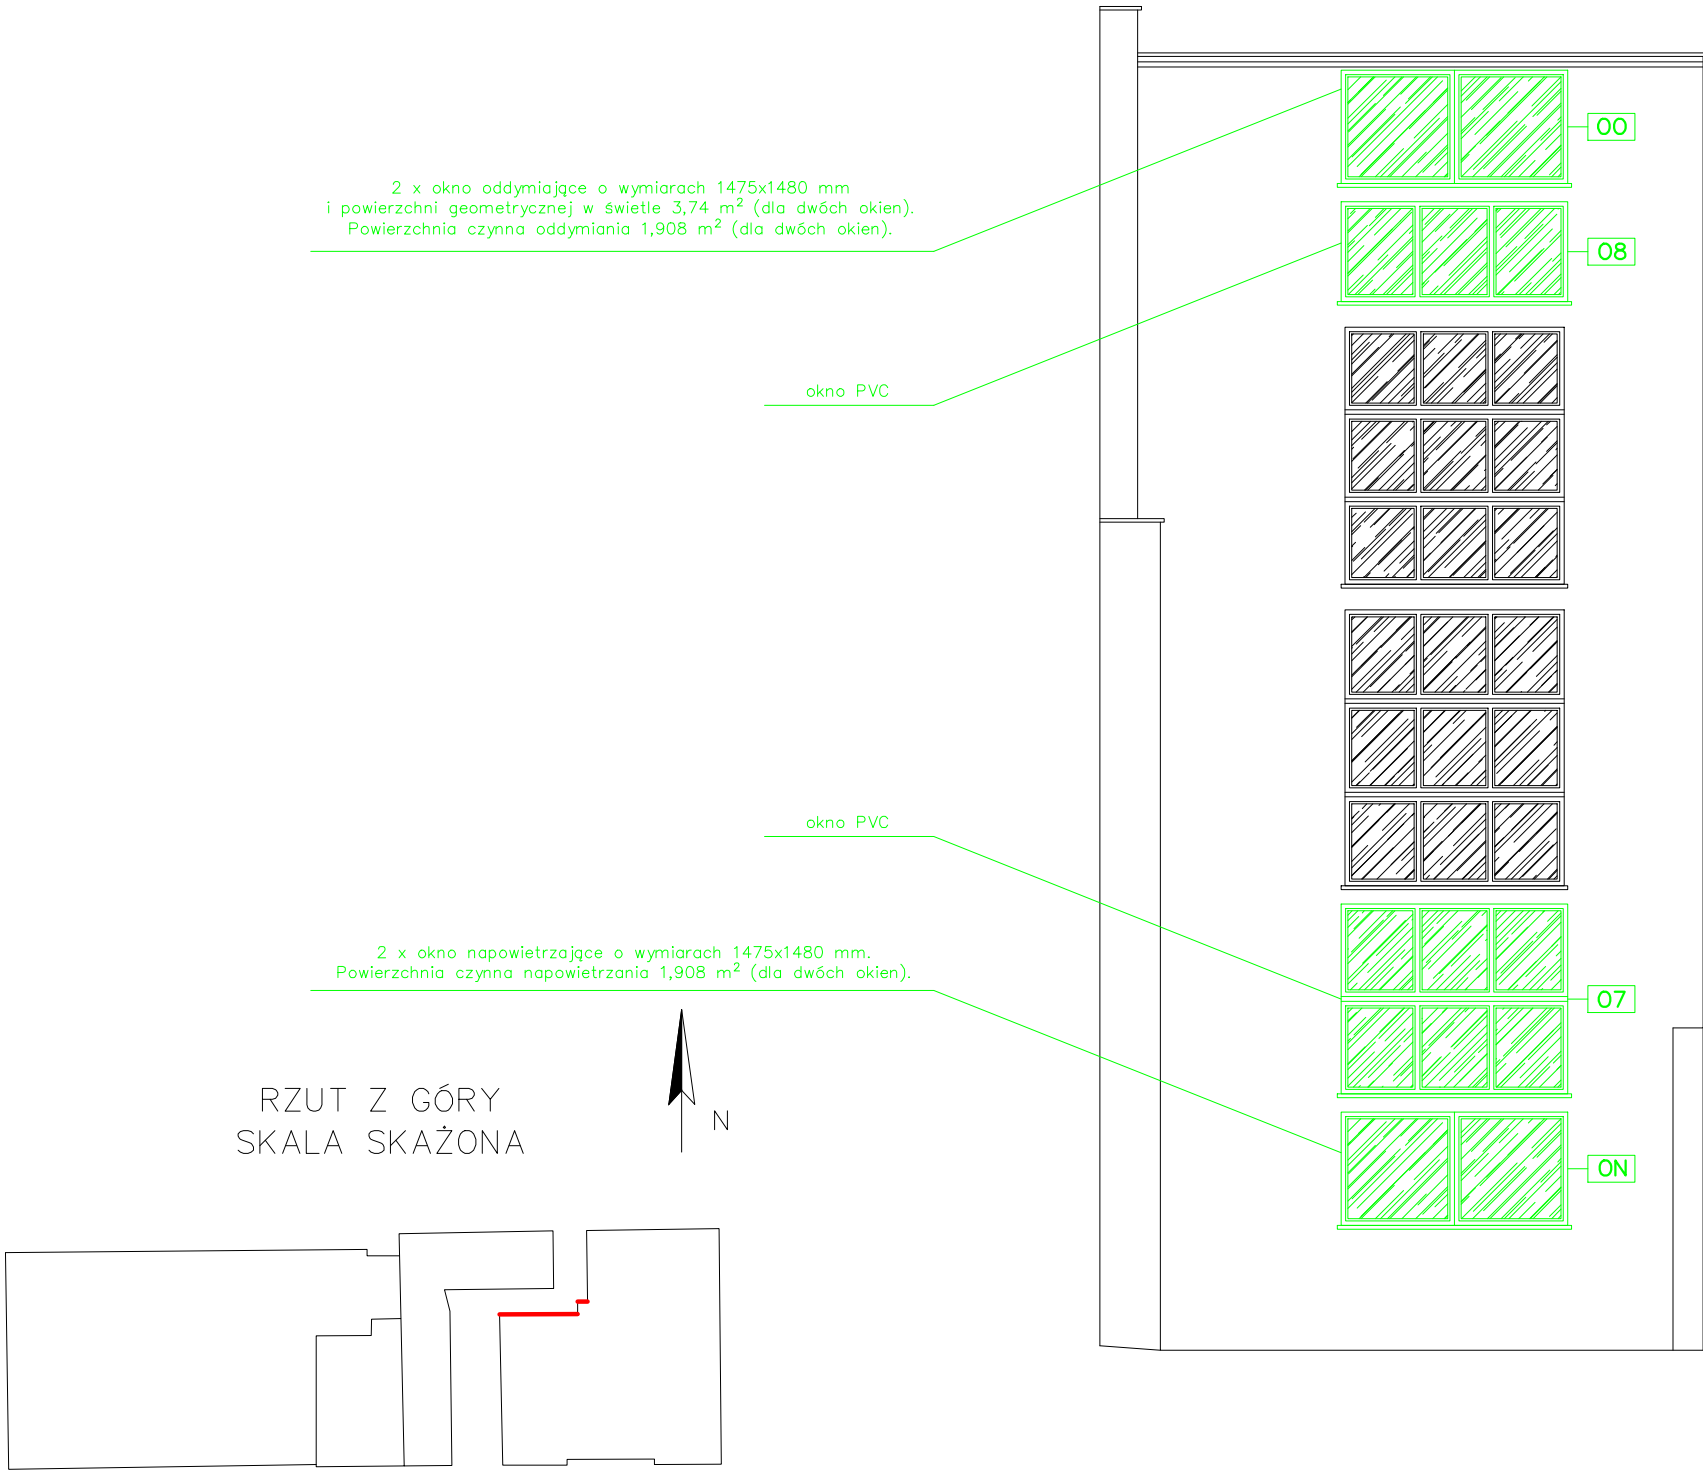 OO
2 x okno oddymiające o wymiarach 1475x1480 mm
i powierzchni geometrycznej w świetle 3,74 m² (dla dwóch okien).
Powierzchnia czynna oddymiania 1,908 m² (dla dwóch okien).
O8
okno PVC
okno PVC
2 x okno napowietrzające o wymiarach 1475x1480 mm.
Powierzchnia czynna napowietrzania 1,908 m² (dla dwóch okien).
O7
RZUT Z GÓRY
SKALA SKAŻONA
N
ON